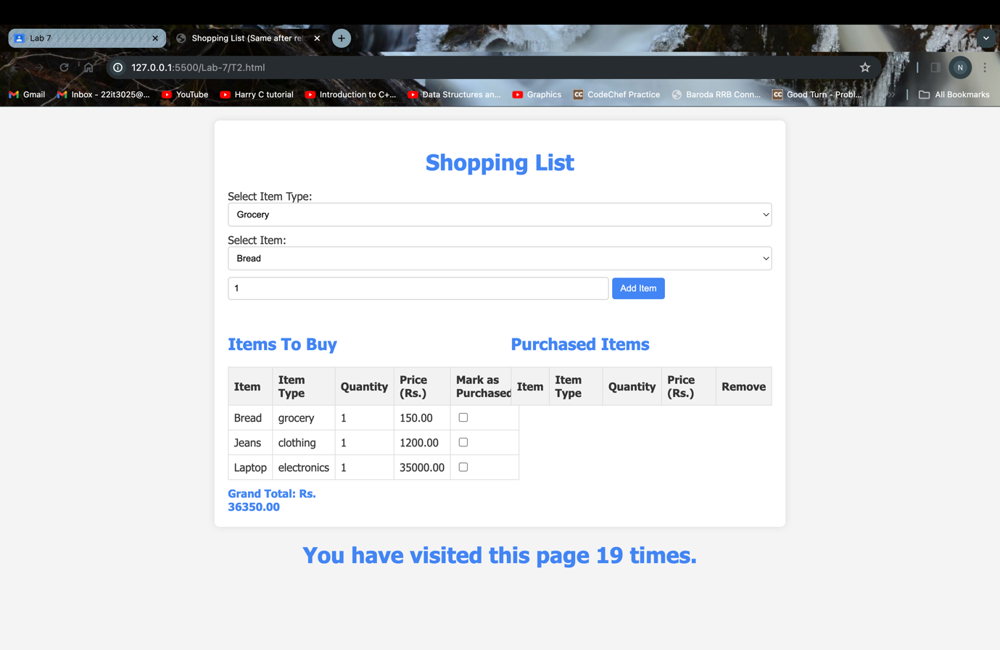 Lab 7
Shopping List (Same after rel
127.0.0.1:5500/Lab-7/T2.html
N
Gmail
Inbox - 22it3025@...
YouTube
Harry C tutorial
Introduction to C+...
Data Structures an...
Graphics
CodeChef Practice
Baroda RRB Conn...
Good Turn - Probl...
All Bookmarks
Shopping List
Select Item Type:
Grocery
Select Item:
Bread
1
Add Item
Items To Buy
Item Item Type Quantity Price (Rs.) Mark as Purchased
Bread grocery 1 150.00
Jeans clothing 1 1200.00
Laptop electronics 1 35000.00
Grand Total: Rs.
36350.00
Purchased Items
Item Item Type Quantity Price (Rs.) Remove
You have visited this page 19 times.